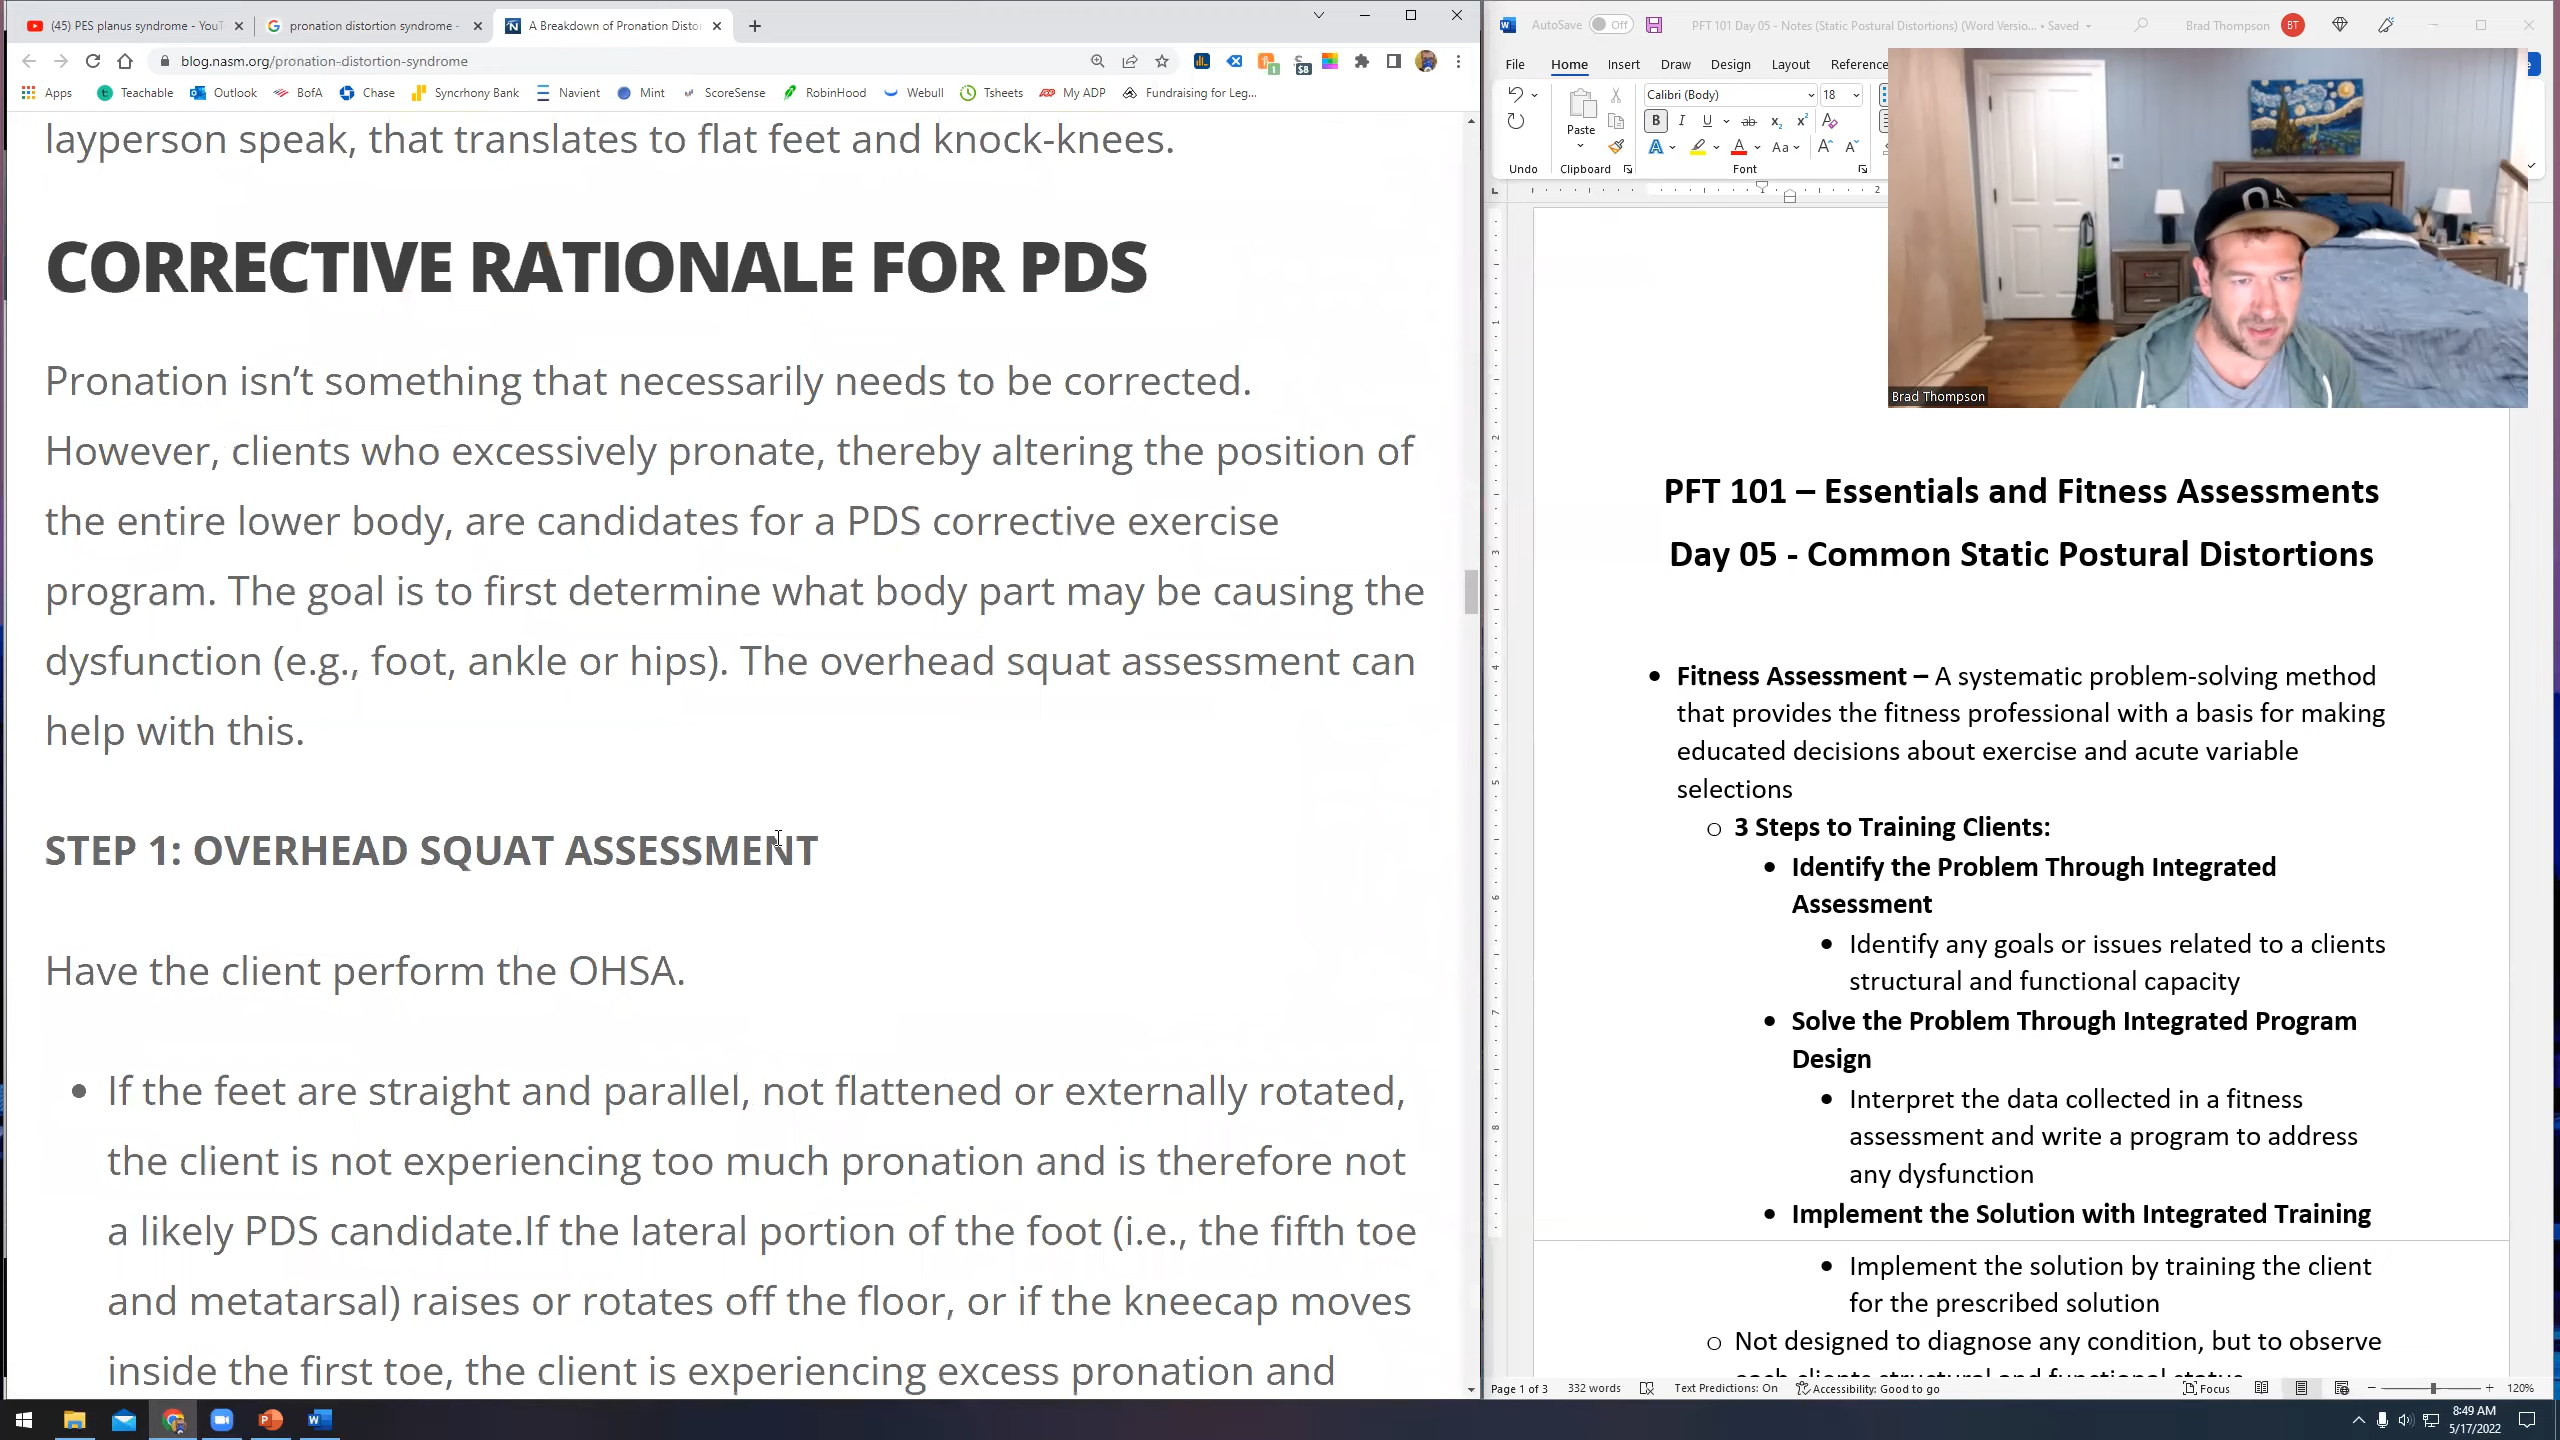 (45) PES planus syndrome - YouT
pronation distortion syndrome -
A Breakdown of Pronation Disto
blog.nasm.org/pronation-distortion-syndrome
Apps Teachable Outlook BofA Chase Syncrhony Bank Navient Mint ScoreSense RobinHood Webull Tsheets My ADP Fundraising for Leg...
layperson speak, that translates to flat feet and knock-knees.
CORRECTIVE RATIONALE FOR PDS
Pronation isn’t something that necessarily needs to be corrected.
However, clients who excessively pronate, thereby altering the position of
the entire lower body, are candidates for a PDS corrective exercise
program. The goal is to first determine what body part may be causing the
dysfunction (e.g., foot, ankle or hips). The overhead squat assessment can
help with this.
STEP 1: OVERHEAD SQUAT ASSESSMENT
Have the client perform the OHSA.
• If the feet are straight and parallel, not flattened or externally rotated,
the client is not experiencing too much pronation and is therefore not
a likely PDS candidate.If the lateral portion of the foot (i.e., the fifth toe
and metatarsal) raises or rotates off the floor, or if the kneecap moves
inside the first toe, the client is experiencing excess pronation and
AutoSave Off PFT 101 Day 05 - Notes (Static Postural Distortions) (Word Versio... • Saved Brad Thompson BT
File Home Insert Draw Design Layout Reference
Calibri (Body) 18
Paste
Undo Clipboard Font
Brad Thompson
PFT 101 – Essentials and Fitness Assessments
Day 05 - Common Static Postural Distortions
• Fitness Assessment – A systematic problem-solving method
that provides the fitness professional with a basis for making
educated decisions about exercise and acute variable
selections
o 3 Steps to Training Clients:
• Identify the Problem Through Integrated
Assessment
• Identify any goals or issues related to a clients
structural and functional capacity
• Solve the Problem Through Integrated Program
Design
• Interpret the data collected in a fitness
assessment and write a program to address
any dysfunction
• Implement the Solution with Integrated Training
• Implement the solution by training the client
for the prescribed solution
o Not designed to diagnose any condition, but to observe
each clients structural and functional status
Page 1 of 3 332 words Text Predictions: On Accessibility: Good to go Focus 120%
8:49 AM
5/17/2022